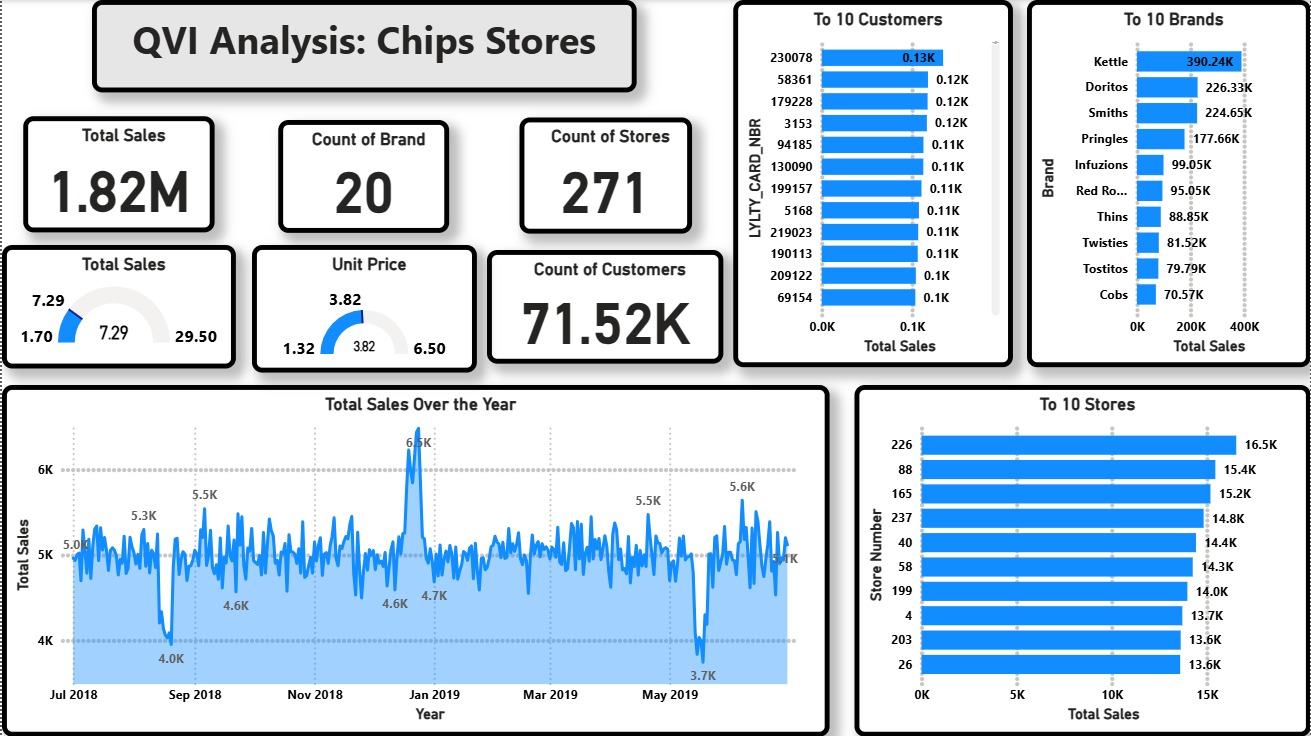 QVI Analysis: Chips Stores
Total Sales
1.82M
Count of Brand
20
Count of Stores
271
Total Sales
7.29
1.70
7.29
29.50
Unit Price
3.82
1.32
3.82
6.50
Count of Customers
71.52K
To 10 Customers
LYLTY_CARD_NBR
230078 0.13K
58361 0.12K
179228 0.12K
3153 0.12K
94185 0.11K
130090 0.11K
199157 0.11K
5168 0.11K
219023 0.11K
190113 0.11K
209122 0.1K
69154 0.1K
0.0K 0.1K
Total Sales
To 10 Brands
Brand
Kettle 390.24K
Doritos 226.33K
Smiths 224.65K
Pringles 177.66K
Infuzions 99.05K
Red Ro... 95.05K
Thins 88.85K
Twisties 81.52K
Tostitos 79.79K
Cobs 70.57K
0K 200K 400K
Total Sales
Total Sales Over the Year
Total Sales
6K
5K
4K
5.0K
5.3K
4.0K
5.5K
4.6K
4.6K
6.5K
4.7K
5.5K
3.7K
5.6K
5.1K
Jul 2018 Sep 2018 Nov 2018 Jan 2019 Mar 2019 May 2019
Year
To 10 Stores
Store Number
226 16.5K
88 15.4K
165 15.2K
237 14.8K
40 14.4K
58 14.3K
199 14.0K
4 13.7K
203 13.6K
26 13.6K
0K 5K 10K 15K
Total Sales